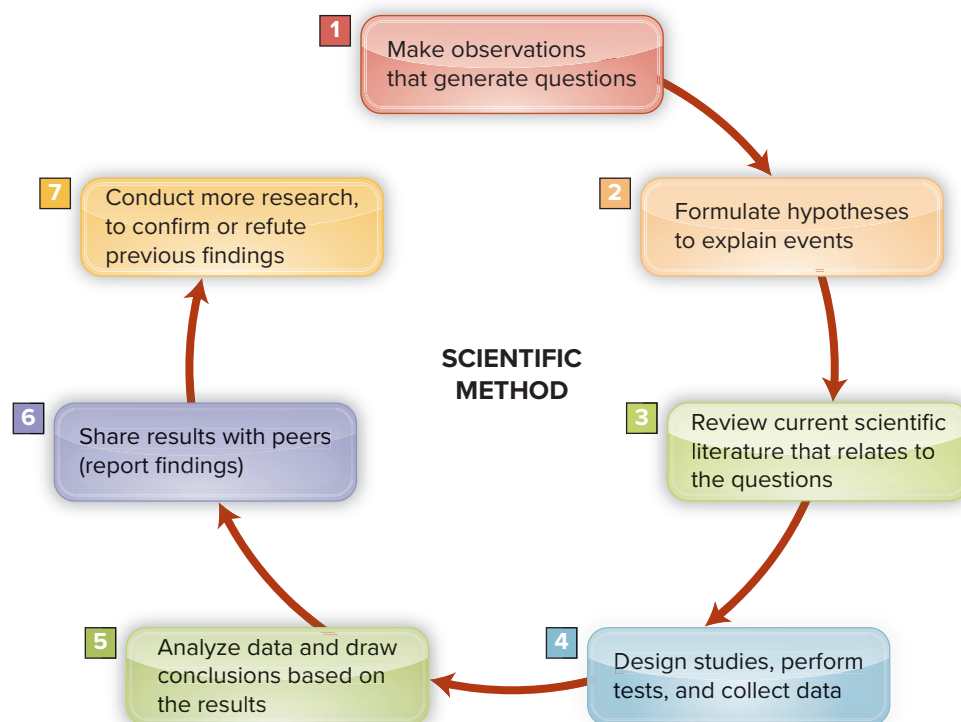 1
Make observations
that generate questions
2
Formulate hypotheses
to explain events
3
Review current scientific
literature that relates to
the questions
4
Design studies, perform
tests, and collect data
5
Analyze data and draw
conclusions based on
the results
6
Share results with peers
(report findings)
7
Conduct more research,
to confirm or refute
previous findings
SCIENTIFIC
METHOD